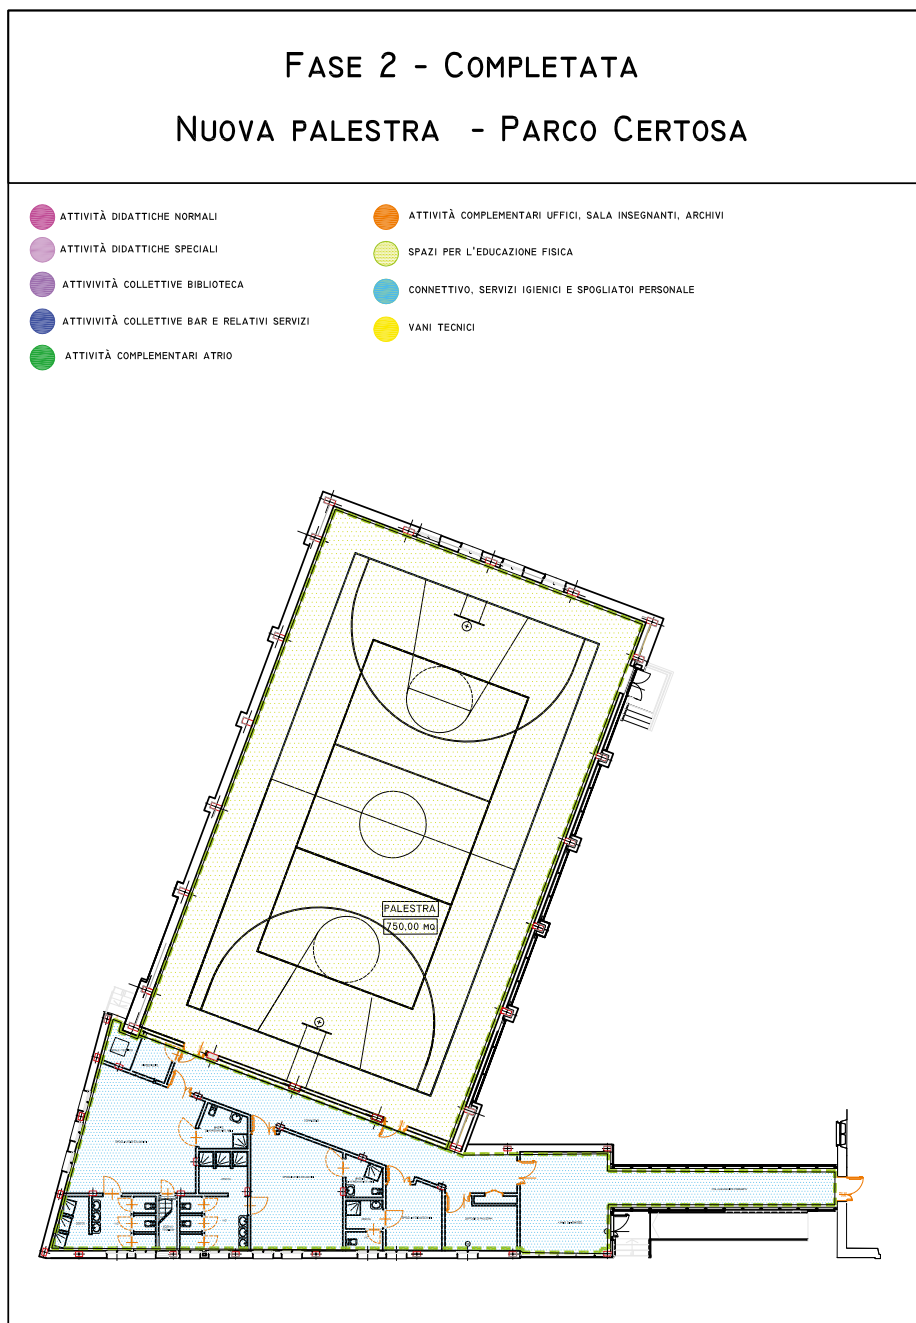 FASE 2 - COMPLETATA
NUOVA PALESTRA - PARCO CERTOSA
ATTIVITÀ DIDATTICHE NORMALI
ATTIVITÀ DIDATTICHE SPECIALI
ATTIVIVITÀ COLLETTIVE BIBLIOTECA
ATTIVIVITÀ COLLETTIVE BAR E RELATIVI SERVIZI
ATTIVITÀ COMPLEMENTARI ATRIO
ATTIVITÀ COMPLEMENTARI UFFICI, SALA INSEGNANTI, ARCHIVI
SPAZI PER L'EDUCAZIONE FISICA
CONNETTIVO, SERVIZI IGIENICI E SPOGLIATOI PERSONALE
VANI TECNICI
PALESTRA
750.00 MQ